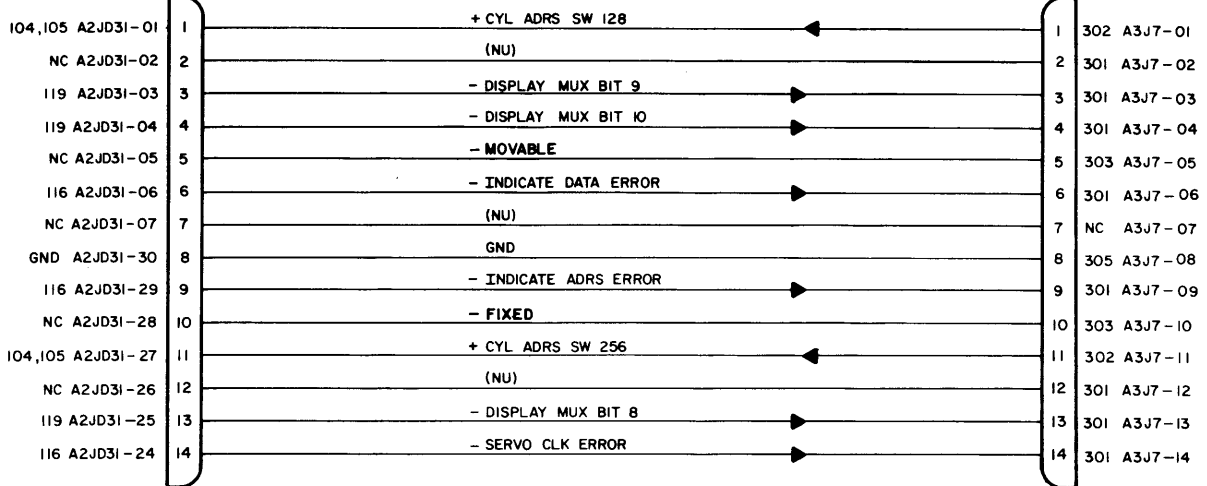 104,105 A2JD31-01 1 + CYL ADRS SW 128 1 302 A3J7-01
NC A2JD31-02 2 (NU) 2 301 A3J7-02
119 A2JD31-03 3 - DISPLAY MUX BIT 9 3 301 A3J7-03
119 A2JD31-04 4 - DISPLAY MUX BIT 10 4 301 A3J7-04
NC A2JD31-05 5 - MOVABLE 5 303 A3J7-05
116 A2JD31-06 6 - INDICATE DATA ERROR 6 301 A3J7-06
NC A2JD31-07 7 (NU) 7 NC A3J7-07
GND A2JD31-30 8 GND 8 305 A3J7-08
116 A2JD31-29 9 - INDICATE ADRS ERROR 9 301 A3J7-09
NC A2JD31-28 10 - FIXED 10 303 A3J7-10
104,105 A2JD31-27 11 + CYL ADRS SW 256 11 302 A3J7-11
NC A2JD31-26 12 (NU) 12 301 A3J7-12
119 A2JD31-25 13 - DISPLAY MUX BIT 8 13 301 A3J7-13
116 A2JD31-24 14 - SERVO CLK ERROR 14 301 A3J7-14